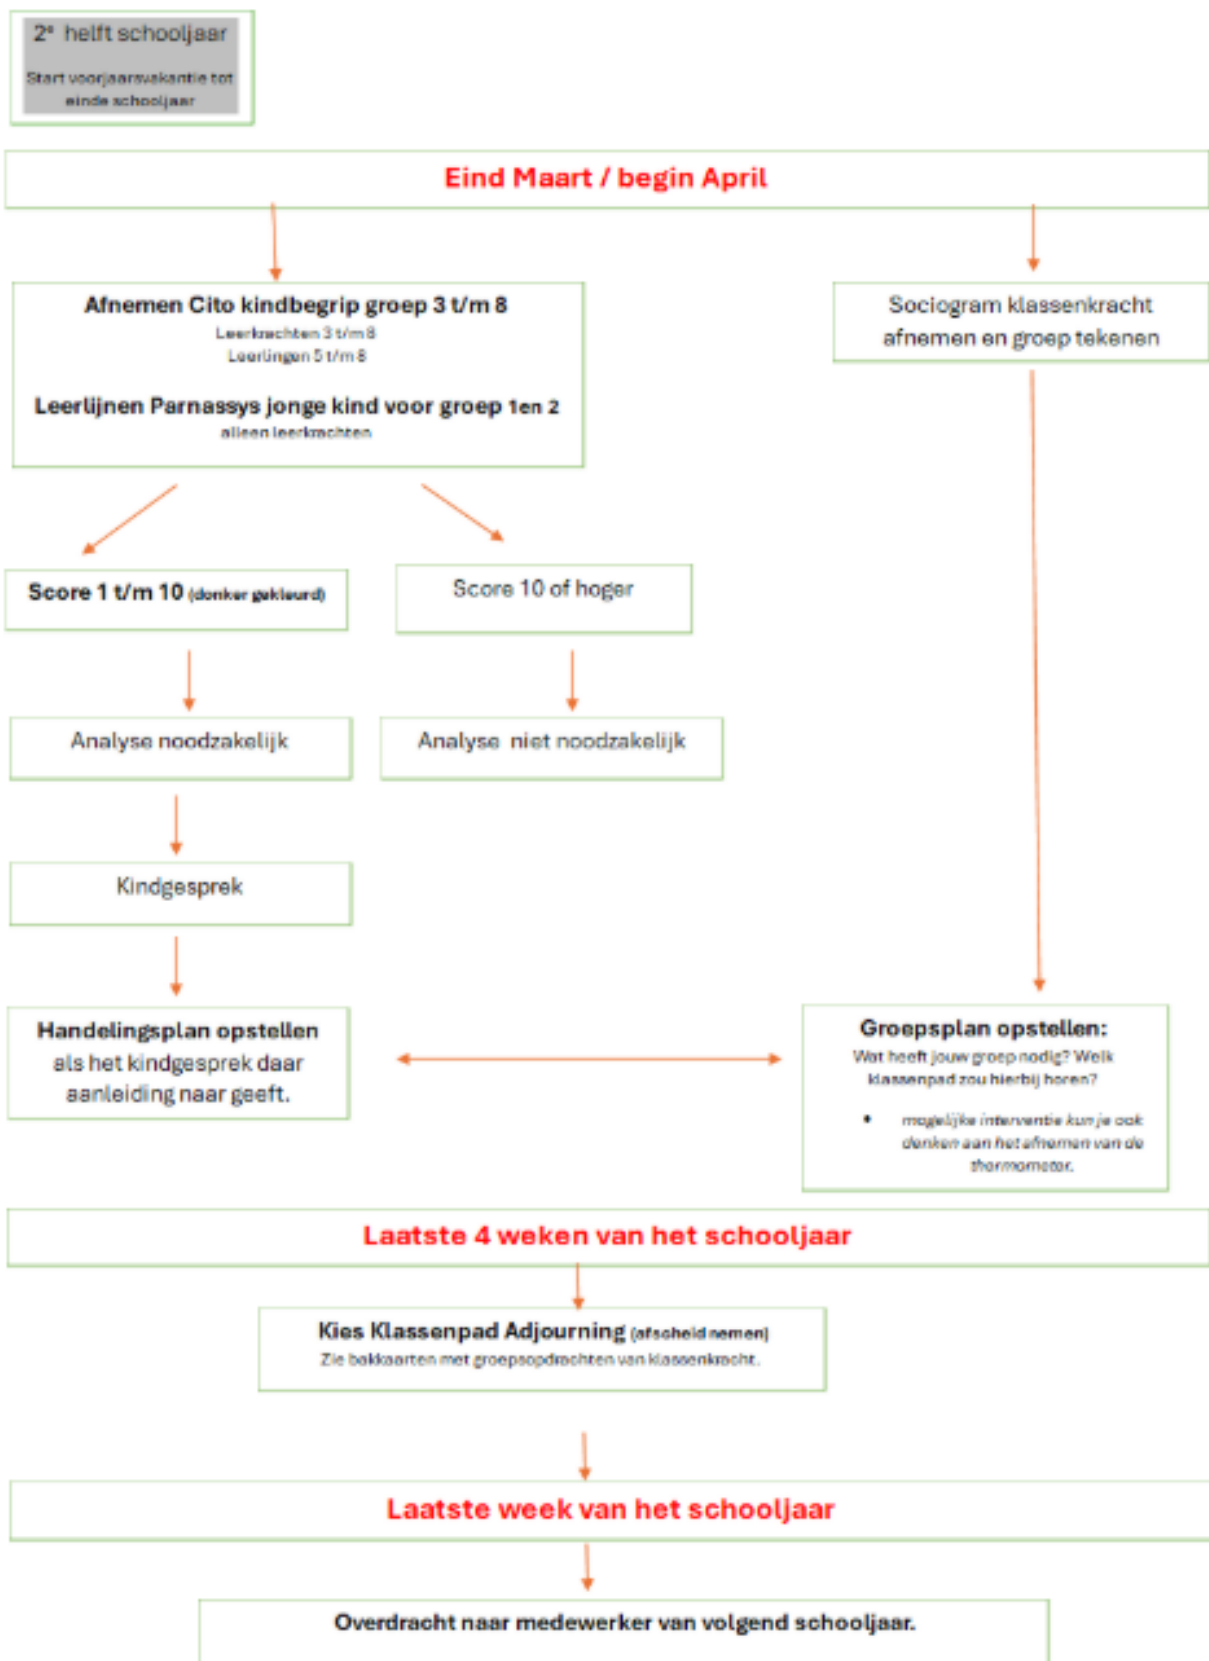 2e helft schooljaar
Start voorjaarsvakantie tot
einde schooljaar
Eind Maart / begin April
Afnemen Cito kindbegrip groep 3 t/m 8
Leerkrachten 3 t/m 8
Leerlingen 5 t/m 8
Leerlijnen Parnassys jonge kind voor groep 1en 2
alleen leerkrachten
Sociogram klassenkracht
afnemen en groep tekenen
Score 1 t/m 10 (donker gekleurd)
Score 10 of hoger
Analyse noodzakelijk
Analyse niet noodzakelijk
Kindgesprek
Handelingsplan opstellen
als het kindgesprek daar
aanleiding naar geeft.
Groepsplan opstellen:
Wat heeft jouw groep nodig? Welk
klassenpad zou hierbij horen?
• mogelijke interventie kun je ook
denken aan het afnemen van de
thermometer.
Laatste 4 weken van het schooljaar
Kies Klassenpad Adjourning (afscheid nemen)
Zie bakkaarten met groepsopdrachten van klassenkracht.
Laatste week van het schooljaar
Overdracht naar medewerker van volgend schooljaar.